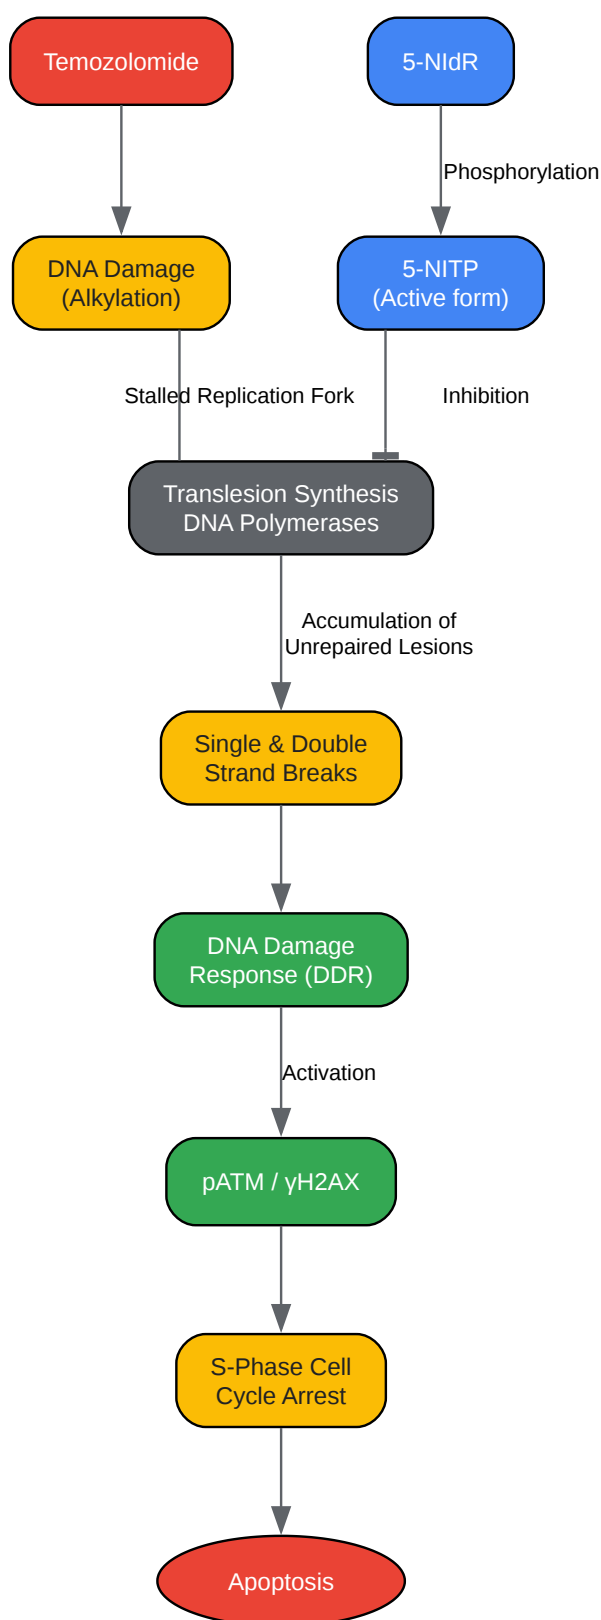 Temozolomide
5-NIdR
Phosphorylation
DNA Damage
(Alkylation)
5-NITP
(Active form)
Stalled Replication Fork
Inhibition
Translesion Synthesis
DNA Polymerases
Accumulation of
Unrepaired Lesions
Single & Double
Strand Breaks
DNA Damage
Response (DDR)
Activation
pATM / γH2AX
S-Phase Cell
Cycle Arrest
Apoptosis